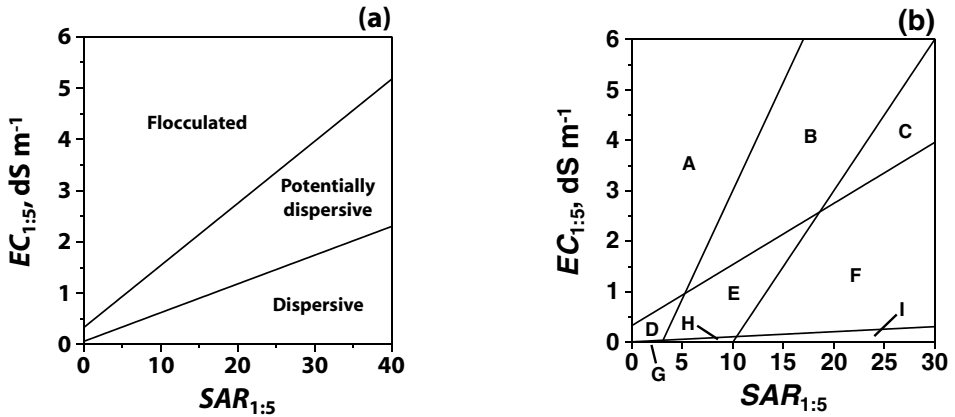 (a)
6
5
4
3
2
1
0
EC1:5, dS m-1
Flocculated
Potentially
dispersive
Dispersive
0 10 20 30 40
SAR1:5
(b)
6
5
4
3
2
1
0
EC1:5, dS m-1
A
B
C
D
E
F
G
H
I
0 5 10 15 20 25 30
SAR1:5